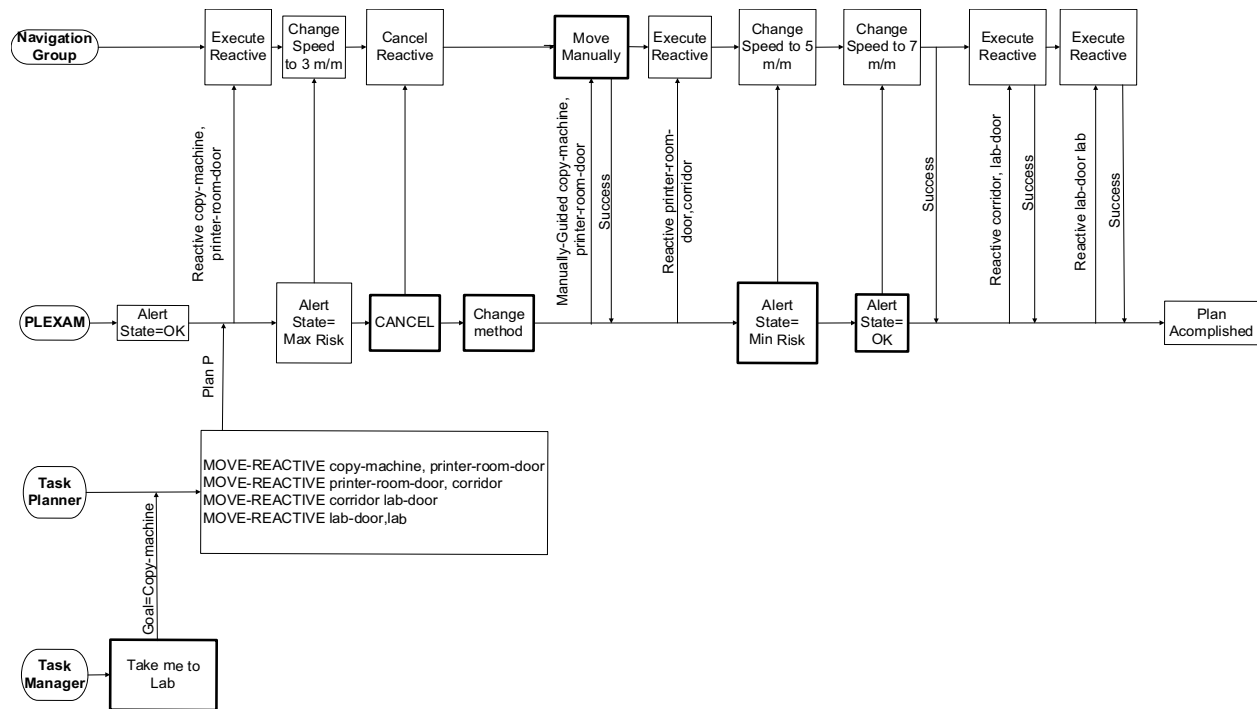 Navigation
Group
Execute
Reactive
Change
Speed
to 3 m/m
Cancel
Reactive
Move
Manually
Execute
Reactive
Change
Speed to 5
m/m
Change
Speed to 7
m/m
Execute
Reactive
Execute
Reactive
Reactive copy-machine,
printer-room-door
Manually-Guided copy-machine,
printer-room-door
Success
Reactive printer-room-
door,corridor
Success
Reactive corridor, lab-door
Success
Reactive lab-door lab
Success
PLEXAM
Alert
State=OK
Alert
State=
Max Risk
CANCEL
Change
method
Alert
State=
Min Risk
Alert
State=
OK
Plan
Acomplished
Plan P
Task
Planner
MOVE-REACTIVE copy-machine, printer-room-door
MOVE-REACTIVE printer-room-door, corridor
MOVE-REACTIVE corridor lab-door
MOVE-REACTIVE lab-door,lab
Goal=Copy-machine
Task
Manager
Take me to
Lab